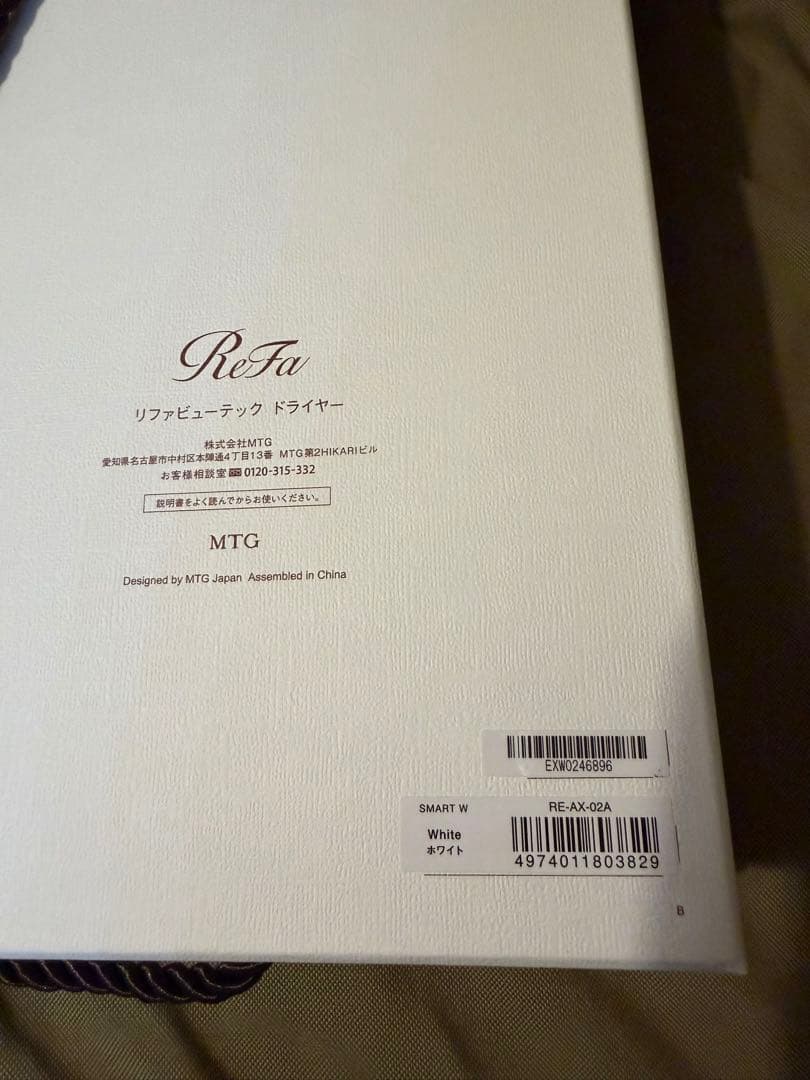 ReFa
リファビューテック ドライヤー
株式会社MTG
愛知県名古屋市中村区本陣通4丁目13番 MTG第2HIKARIビル
お客様相談室 0120-315-332
説明書をよく読んでからお使いください。
MTG
Designed by MTG Japan Assembled in China
EXW0246896
SMART W RE-AX-02A
White
ホワイト
4974011803829
B